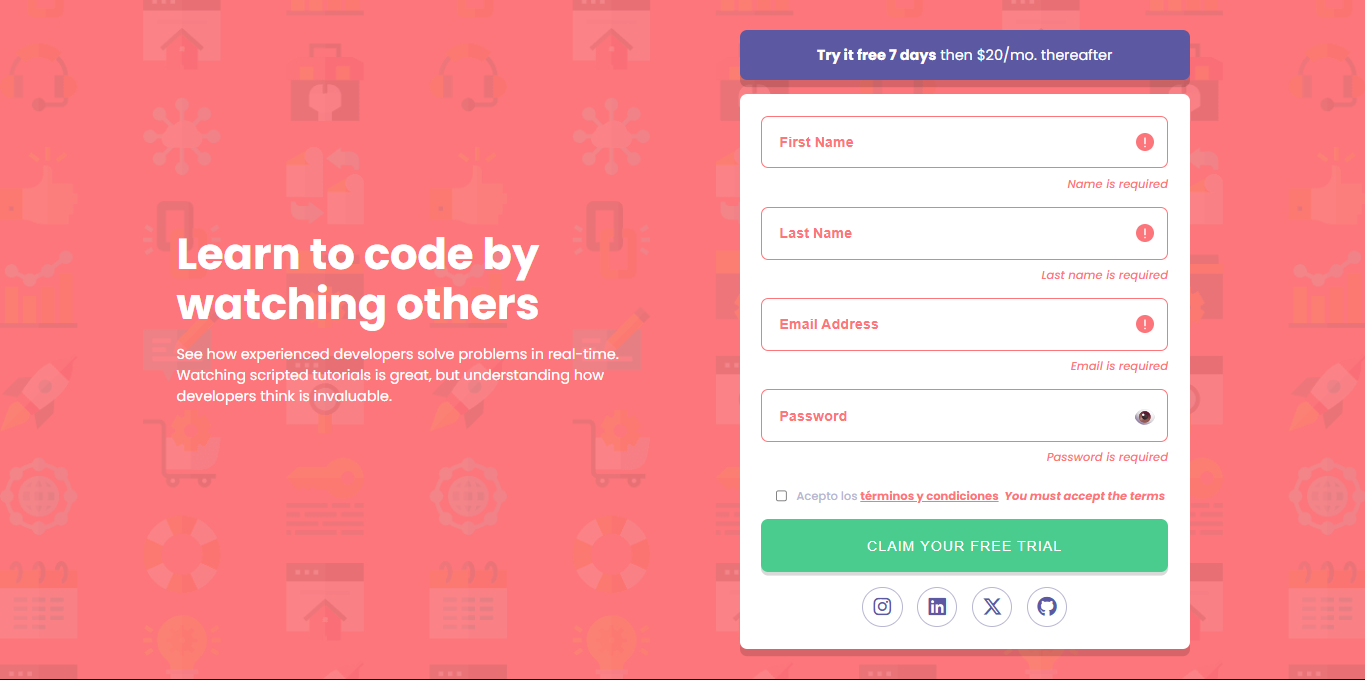 Learn to code by
watching others
See how experienced developers solve problems in real-time.
Watching scripted tutorials is great, but understanding how
developers think is invaluable.
Try it free 7 days then $20/mo. thereafter
First Name
Name is required
Last Name
Last name is required
Email Address
Email is required
Password
Password is required
Acepto los términos y condiciones You must accept the terms
CLAIM YOUR FREE TRIAL